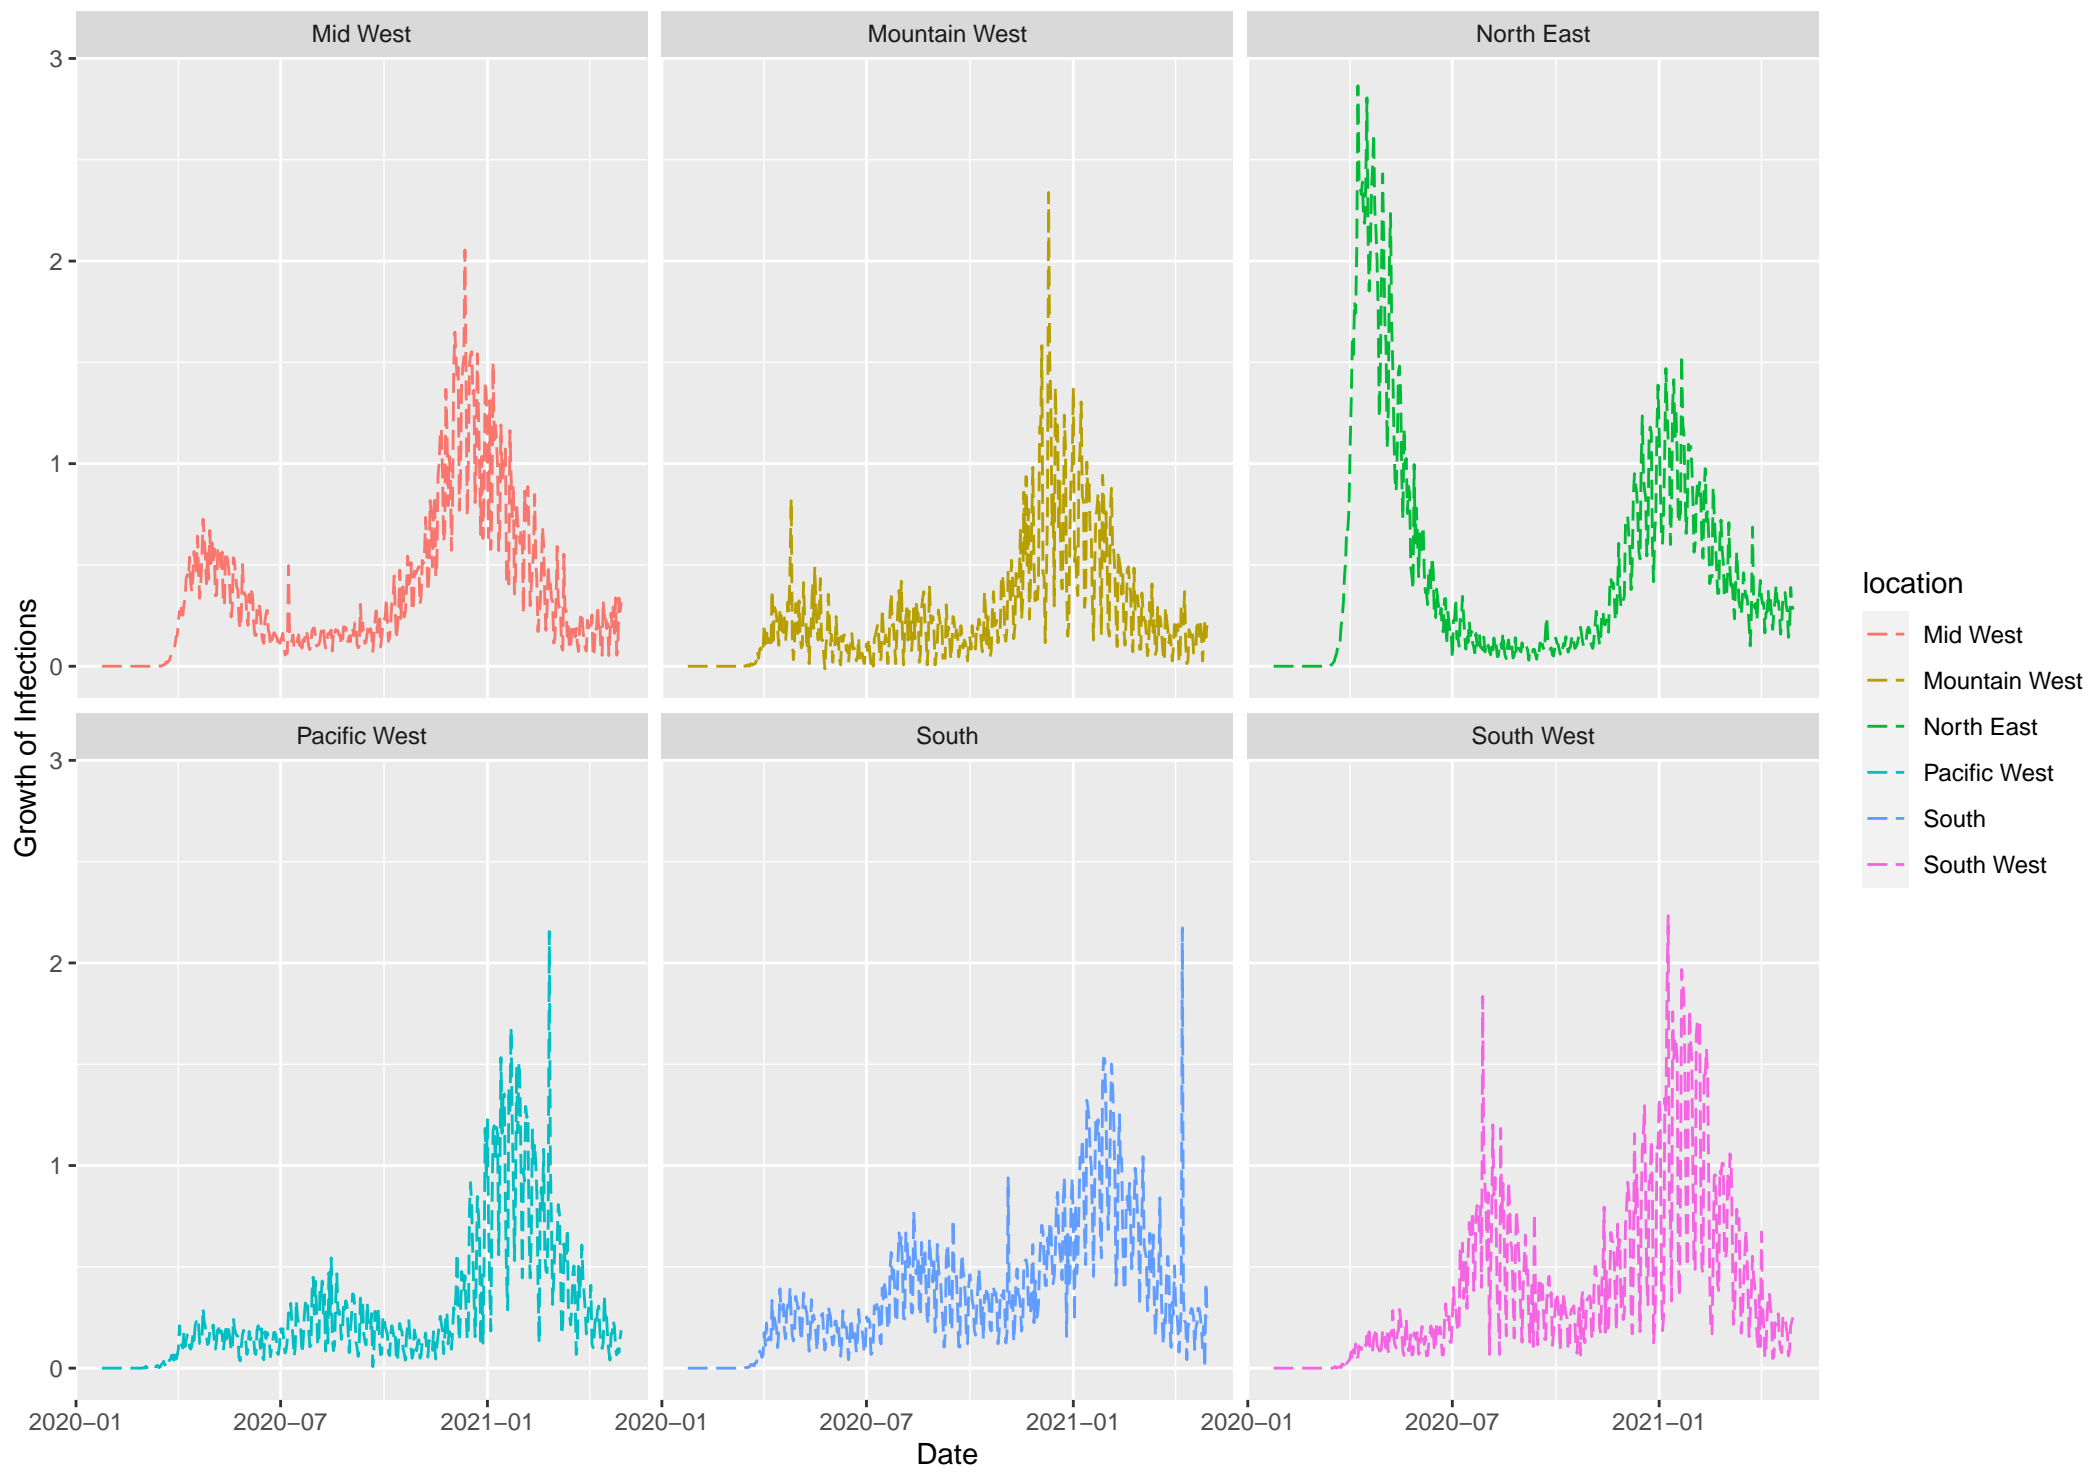 Mid West
Mountain West
North East
3
2
1
0
Pacific West
South
South West
3
2
1
0
Growth of Infections
2020–01
2020–07
2021–01
2020–01
2020–07
2021–01
2020–01
2020–07
2021–01
Date
location
Mid West
Mountain West
North East
Pacific West
South
South West